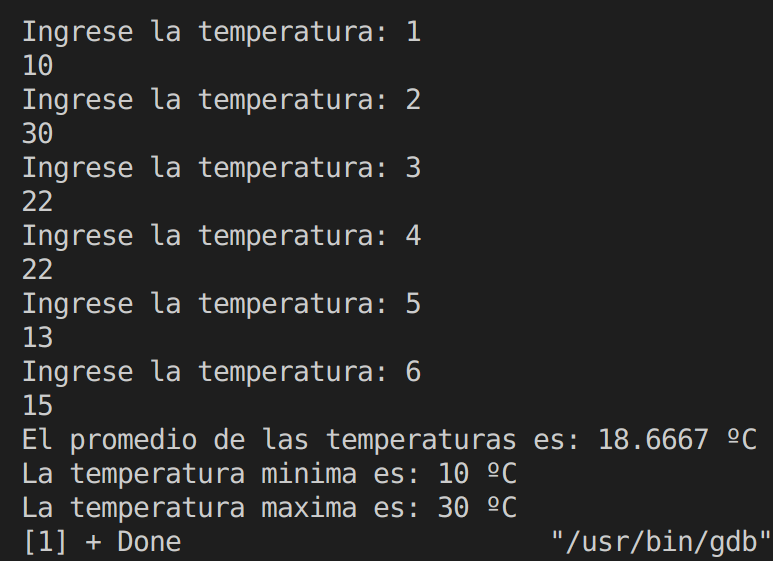 Ingrese la temperatura: 1
10
Ingrese la temperatura: 2
30
Ingrese la temperatura: 3
22
Ingrese la temperatura: 4
22
Ingrese la temperatura: 5
13
Ingrese la temperatura: 6
15
El promedio de las temperaturas es: 18.6667 ºC
La temperatura minima es: 10 ºC
La temperatura maxima es: 30 ºC
[1] + Done                       "/usr/bin/gdb"